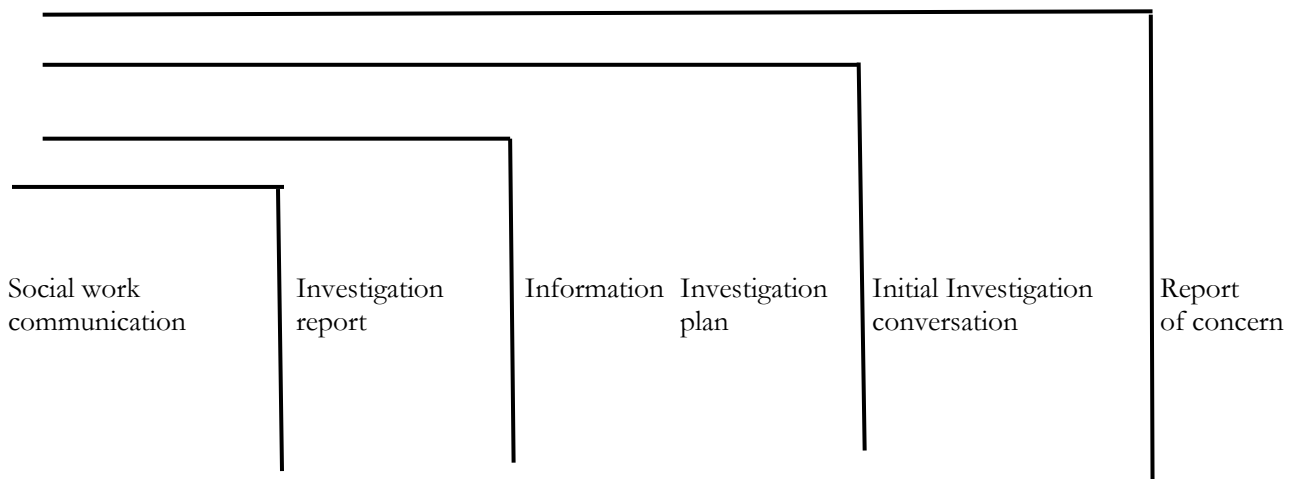 Social work
communication
Investigation
report
Information
Investigation
plan
Initial Investigation
conversation
Report
of concern